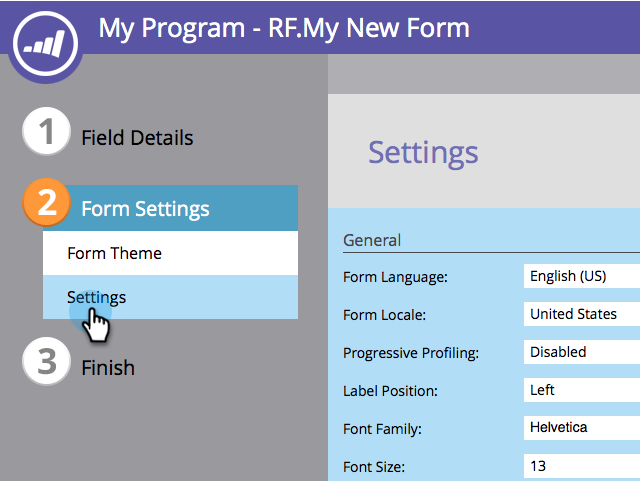 My Program - RF.My New Form
1 Field Details
2 Form Settings
Form Theme
Settings
3 Finish
Settings
General
Form Language: English (US)
Form Locale: United States
Progressive Profiling: Disabled
Label Position: Left
Font Family: Helvetica
Font Size: 13